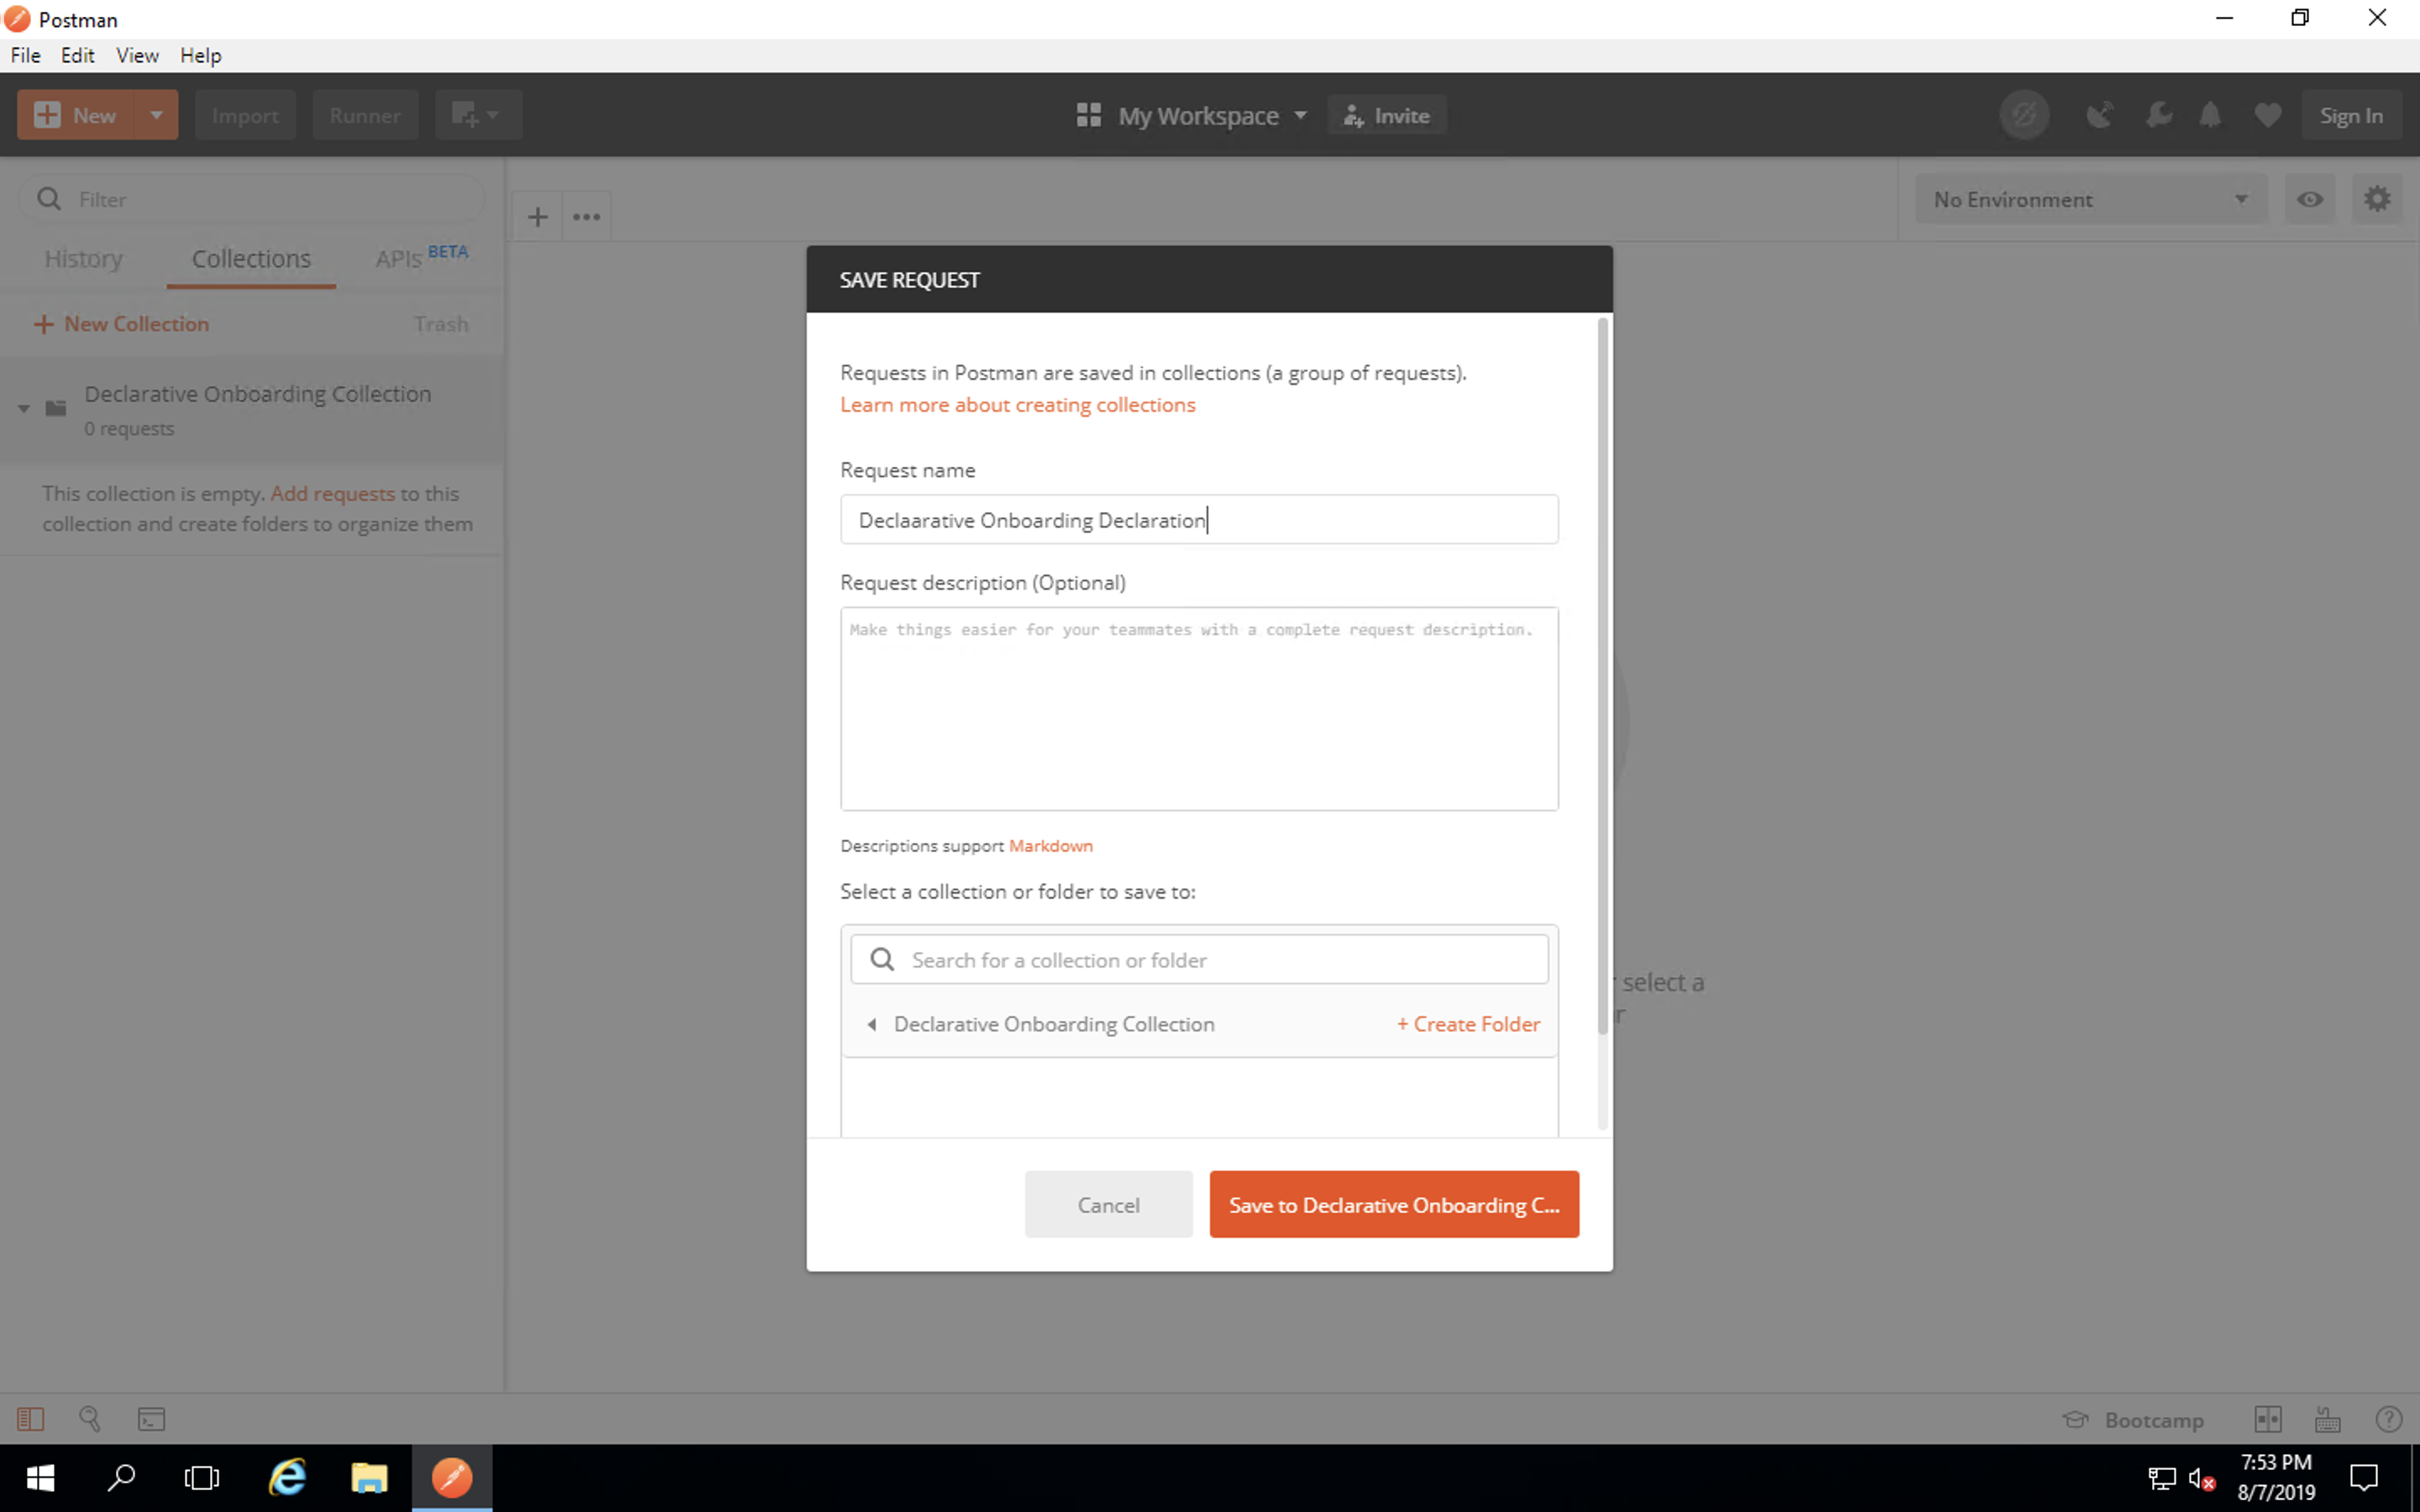 Postman
File Edit View Help
New Import Runner My Workspace Invite Sign In
Filter
No Environment
History Collections APIs BETA
New Collection Trash
Declarative Onboarding Collection
0 requests
This collection is empty. Add requests to this
collection and create folders to organize them
SAVE REQUEST
Requests in Postman are saved in collections (a group of requests).
Learn more about creating collections
Request name
Declaarative Onboarding Declaration
Request description (Optional)
Make things easier for your teammates with a complete request description.
Descriptions support Markdown
Select a collection or folder to save to:
Search for a collection or folder
select a
r
Declarative Onboarding Collection + Create Folder
Cancel Save to Declarative Onboarding C...
Bootcamp
7:53 PM
8/7/2019